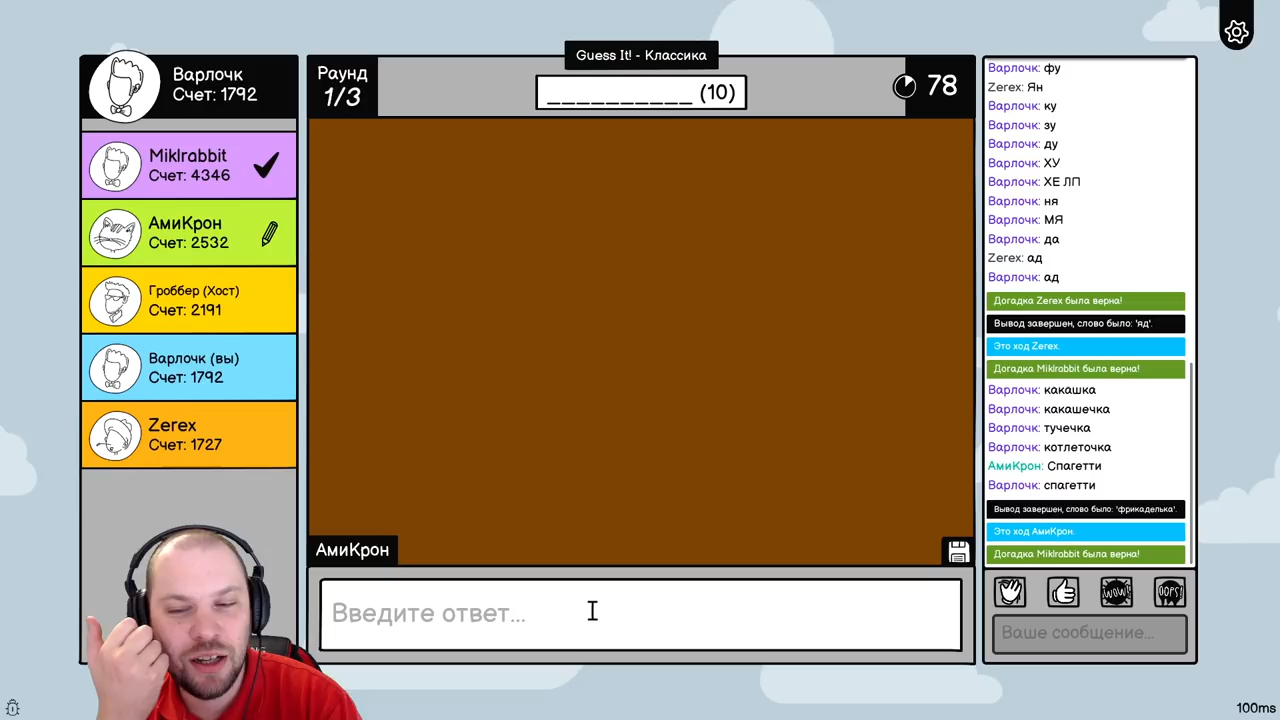 Guess It! - Классика
Варлочк
Счет: 1792
Раунд
1/3
__________ (10)
78
Miklrabbit
Счет: 4346
АмиКрон
Счет: 2532
Гроббер (Хост)
Счет: 2191
Варлочк (вы)
Счет: 1792
Zerex
Счет: 1727
АмиКрон
Введите ответ...
Варлочк: фу
Zerex: Ян
Варлочк: ку
Варлочк: зу
Варлочк: ду
Варлочк: ХУ
Варлочк: ХЕ ЛП
Варлочк: ня
Варлочк: МЯ
Варлочк: да
Zerex: ад
Варлочк: ад
Догадка Zerex была верна!
Вывод завершен, слово было: 'яд'.
Это ход Zerex.
Догадка Miklrabbit была верна!
Варлочк: какашка
Варлочк: какашечка
Варлочк: тучечка
Варлочк: котлеточка
АмиКрон: Спагетти
Варлочк: спагетти
Вывод завершен, слово было: 'фрикаделька'.
Это ход АмиКрон.
Догадка Miklrabbit была верна!
WOW!
OOPS!
Ваше сообщение...
100ms